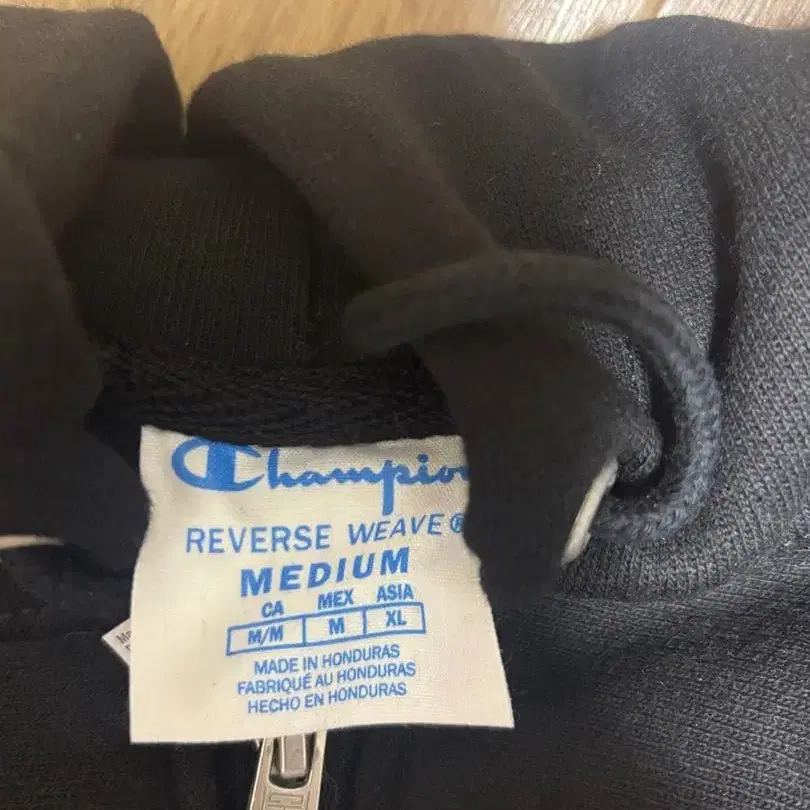 Champion
REVERSE WEAVE®
MEDIUM
CA MEX ASIA
M/M M XL
MADE IN HONDURAS
FABRIQUÉ AU HONDURAS
HECHO EN HONDURAS